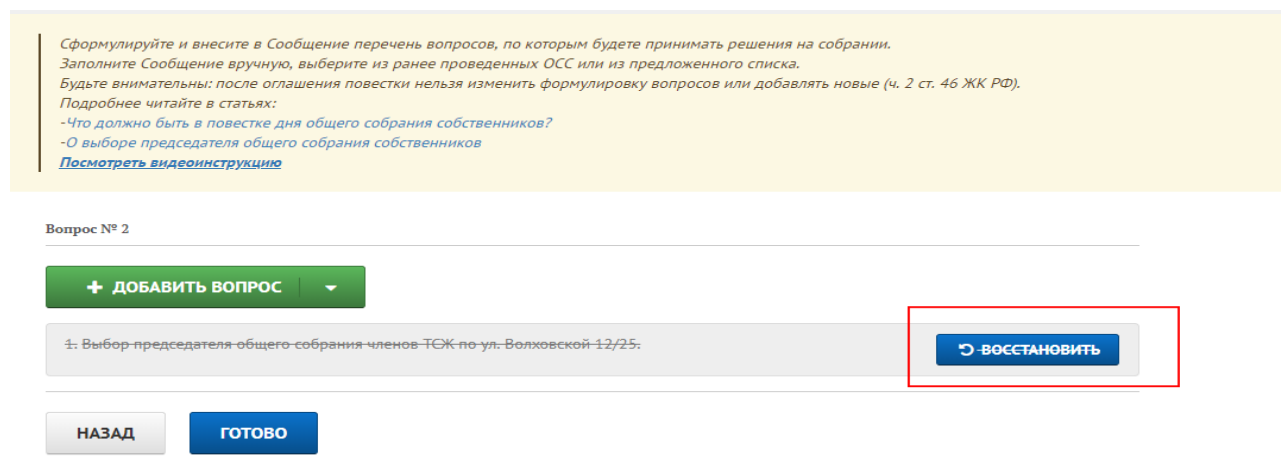 Сформулируйте и внесите в Сообщение перечень вопросов, по которым будете принимать решения на собрании.
Заполните Сообщение вручную, выберите из ранее проведенных ОСС или из предложенного списка.
Будьте внимательны: после оглашения повестки нельзя изменить формулировку вопросов или добавлять новые (ч. 2 ст. 46 ЖК РФ).
Подробнее читайте в статьях:
-Что должно быть в повестке дня общего собрания собственников?
-О выборе председателя общего собрания собственников
Посмотреть видеоинструкцию
Вопрос № 2
ДОБАВИТЬ ВОПРОС
1. Выбор председателя общего собрания членов ТСЖ по ул. Волховской 12/25.
ВОССТАНОВИТЬ
НАЗАД
ГОТОВО